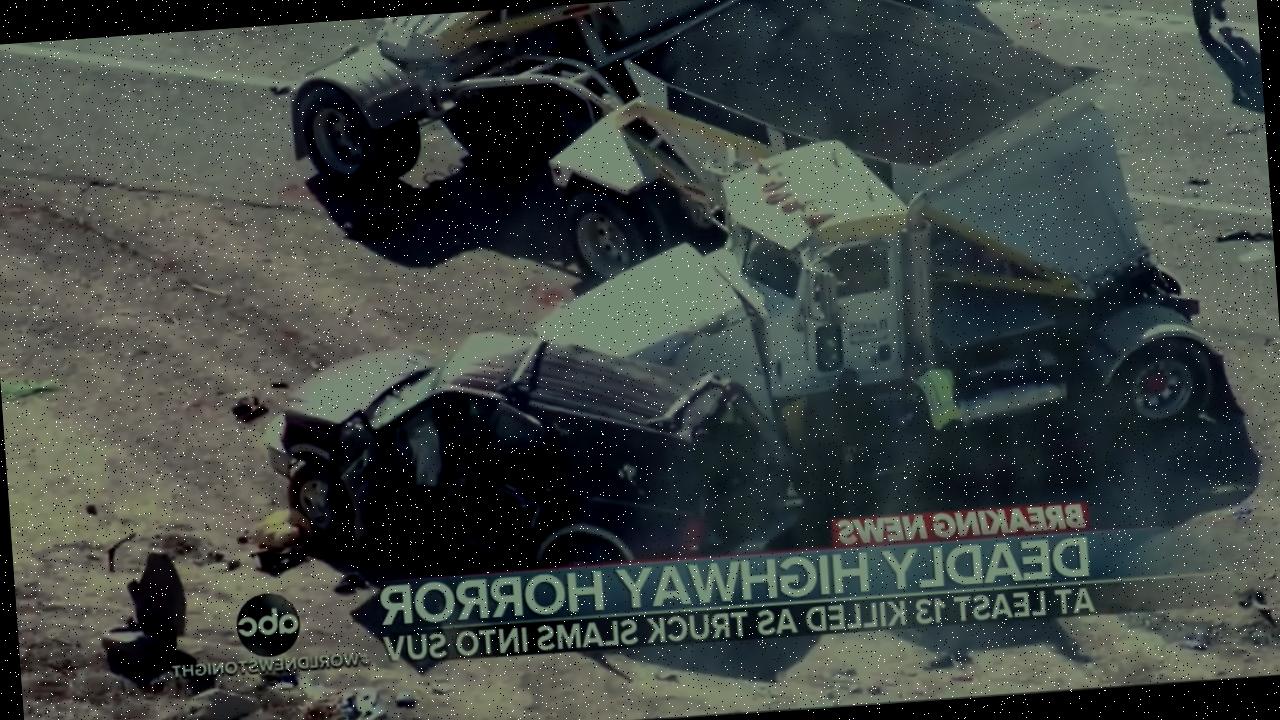 BREAKING NEWS
DEADLY HIGHWAY HORROR
AT LEAST 13 KILLED AS TRUCK SLAMS INTO SUV
abc
#WORLDNEWSTONIGHT